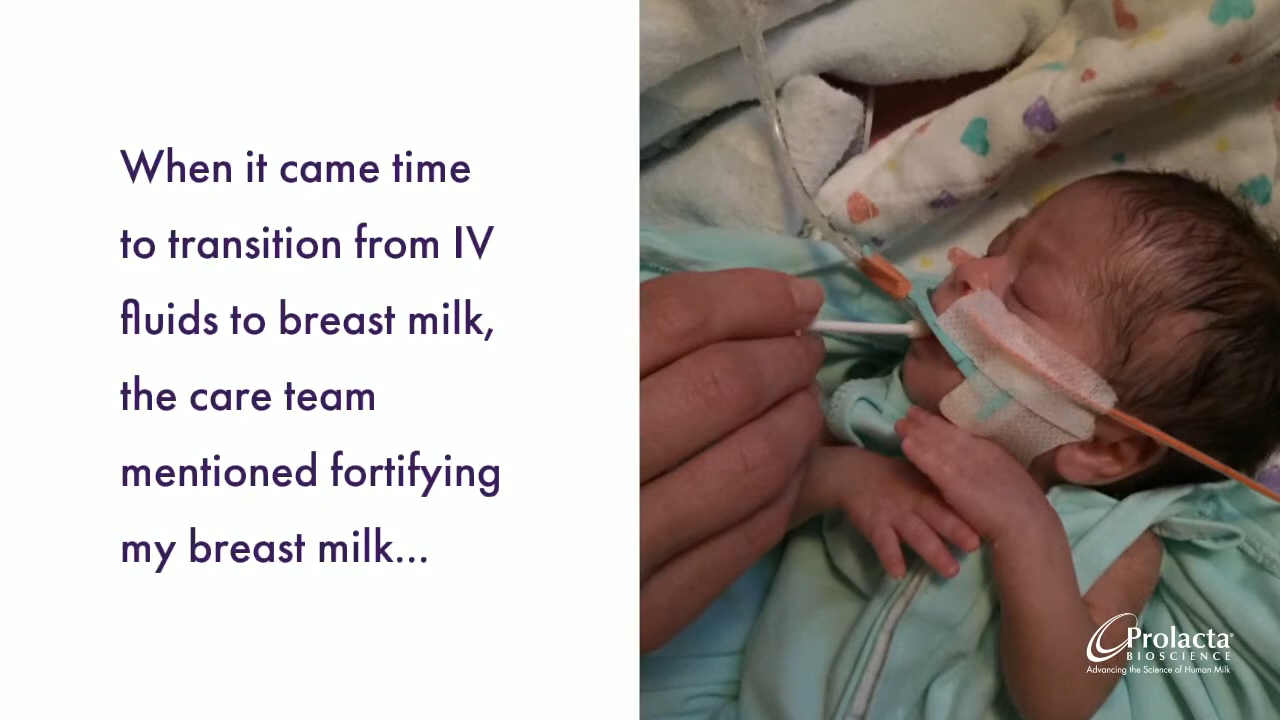 When it came time
to transition from IV
fluids to breast milk,
the care team
mentioned fortifying
my breast milk...
Prolacta®
BIOSCIENCE
Advancing the Science of Human Milk